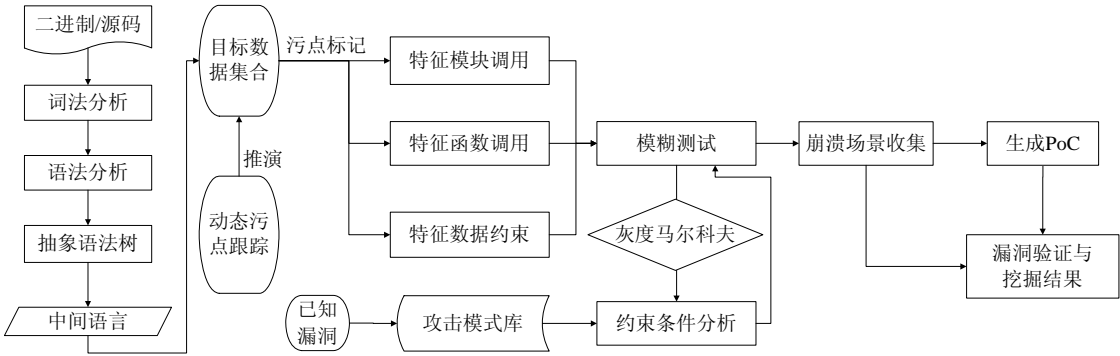 二进制/源码
词法分析
语法分析
抽象语法树
中间语言
目标数
据集合
推演
动态污
点跟踪
污点标记
特征模块调用
特征函数调用
特征数据约束
已知
漏洞
攻击模式库
模糊测试
灰度马尔科夫
约束条件分析
崩溃场景收集
生成PoC
漏洞验证与
挖掘结果